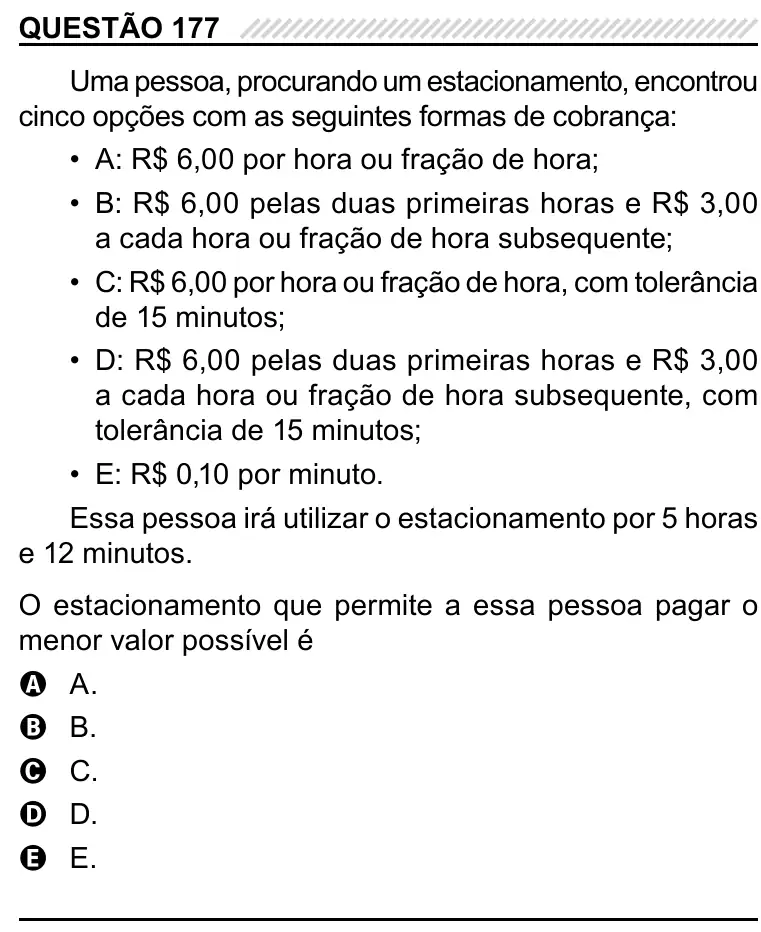 QUESTÃO 177
Uma pessoa, procurando um estacionamento, encontrou
cinco opções com as seguintes formas de cobrança:
• A: R$ 6,00 por hora ou fração de hora;
• B: R$ 6,00 pelas duas primeiras horas e R$ 3,00
a cada hora ou fração de hora subsequente;
• C: R$ 6,00 por hora ou fração de hora, com tolerância
de 15 minutos;
• D: R$ 6,00 pelas duas primeiras horas e R$ 3,00
a cada hora ou fração de hora subsequente, com
tolerância de 15 minutos;
• E: R$ 0,10 por minuto.
Essa pessoa irá utilizar o estacionamento por 5 horas
e 12 minutos.
O estacionamento que permite a essa pessoa pagar o
menor valor possível é
A A.
B B.
C C.
D D.
E E.